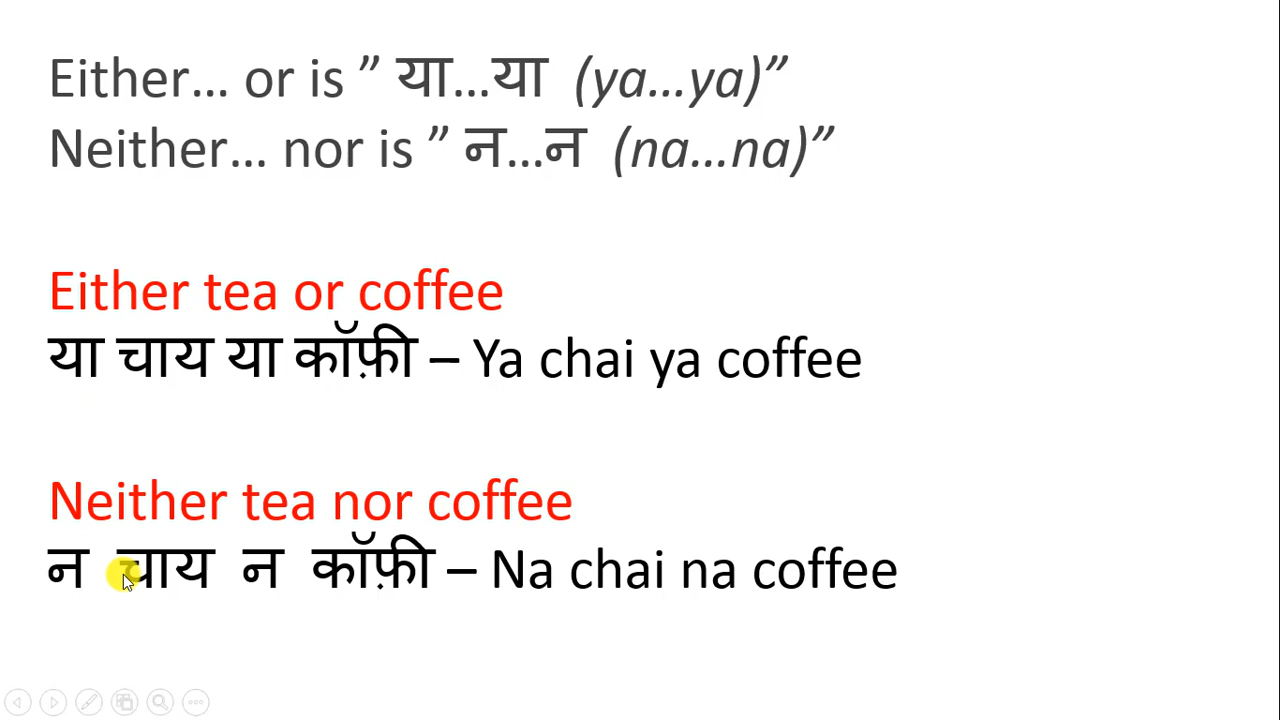 Either... or is ” या...या (ya...ya)”
Neither... nor is ” न...न (na...na)”
Either tea or coffee
या चाय या कॉफ़ी – Ya chai ya coffee
Neither tea nor coffee
न चाय न कॉफ़ी – Na chai na coffee